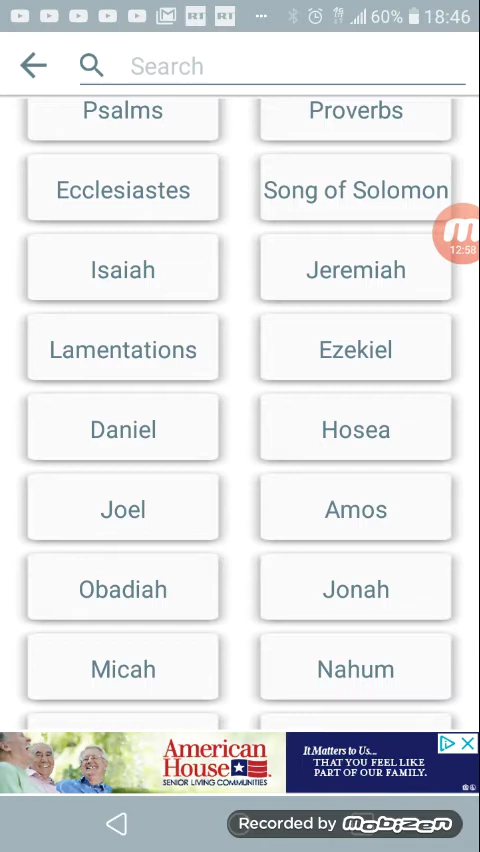 RT RT 60% 18:46
Search
Psalms Proverbs
Ecclesiastes Song of Solomon
12:58
Isaiah Jeremiah
Lamentations Ezekiel
Daniel Hosea
Joel Amos
Obadiah Jonah
Micah Nahum
American
House
SENIOR LIVING COMMUNITIES
It Matters to Us...
THAT YOU FEEL LIKE
PART OF OUR FAMILY.
Recorded by mobizen